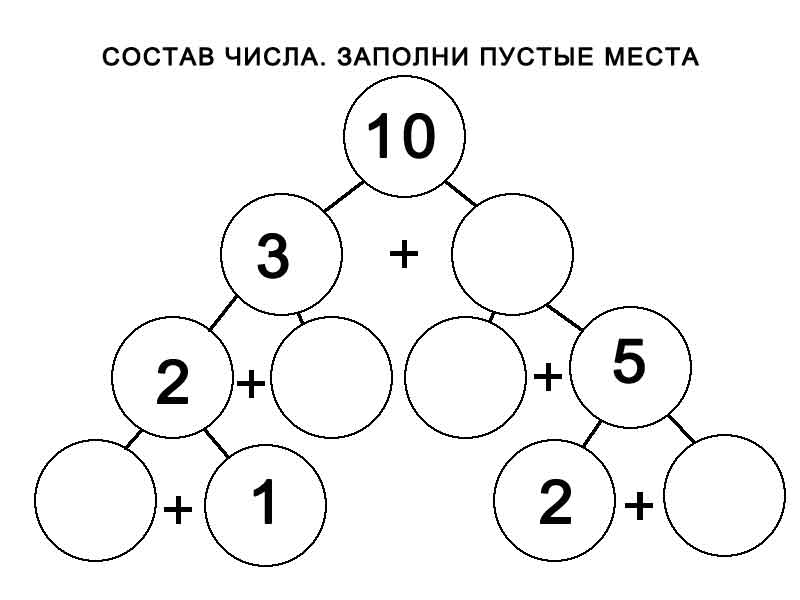 СОСТАВ ЧИСЛА. ЗАПОЛНИ ПУСТЫЕ МЕСТА
10
3 +
2 + + 5
+ 1 2 +